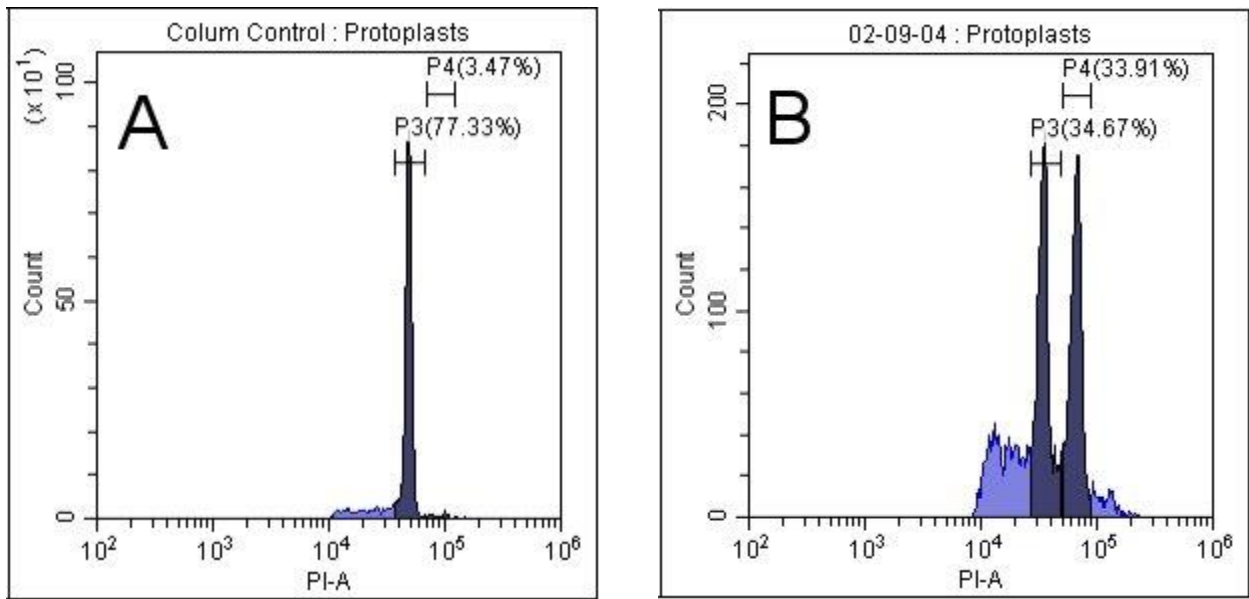 Colum Control : Protoplasts
P4(3.47%)
P3(77.33%)
A
(x 10¹)
100
50
0
Count
10² 10³ 10⁴ 10⁵ 10⁶
PI-A
02-09-04 : Protoplasts
P4(33.91%)
P3(34.67%)
B
200
100
0
Count
10² 10³ 10⁴ 10⁵ 10⁶
PI-A